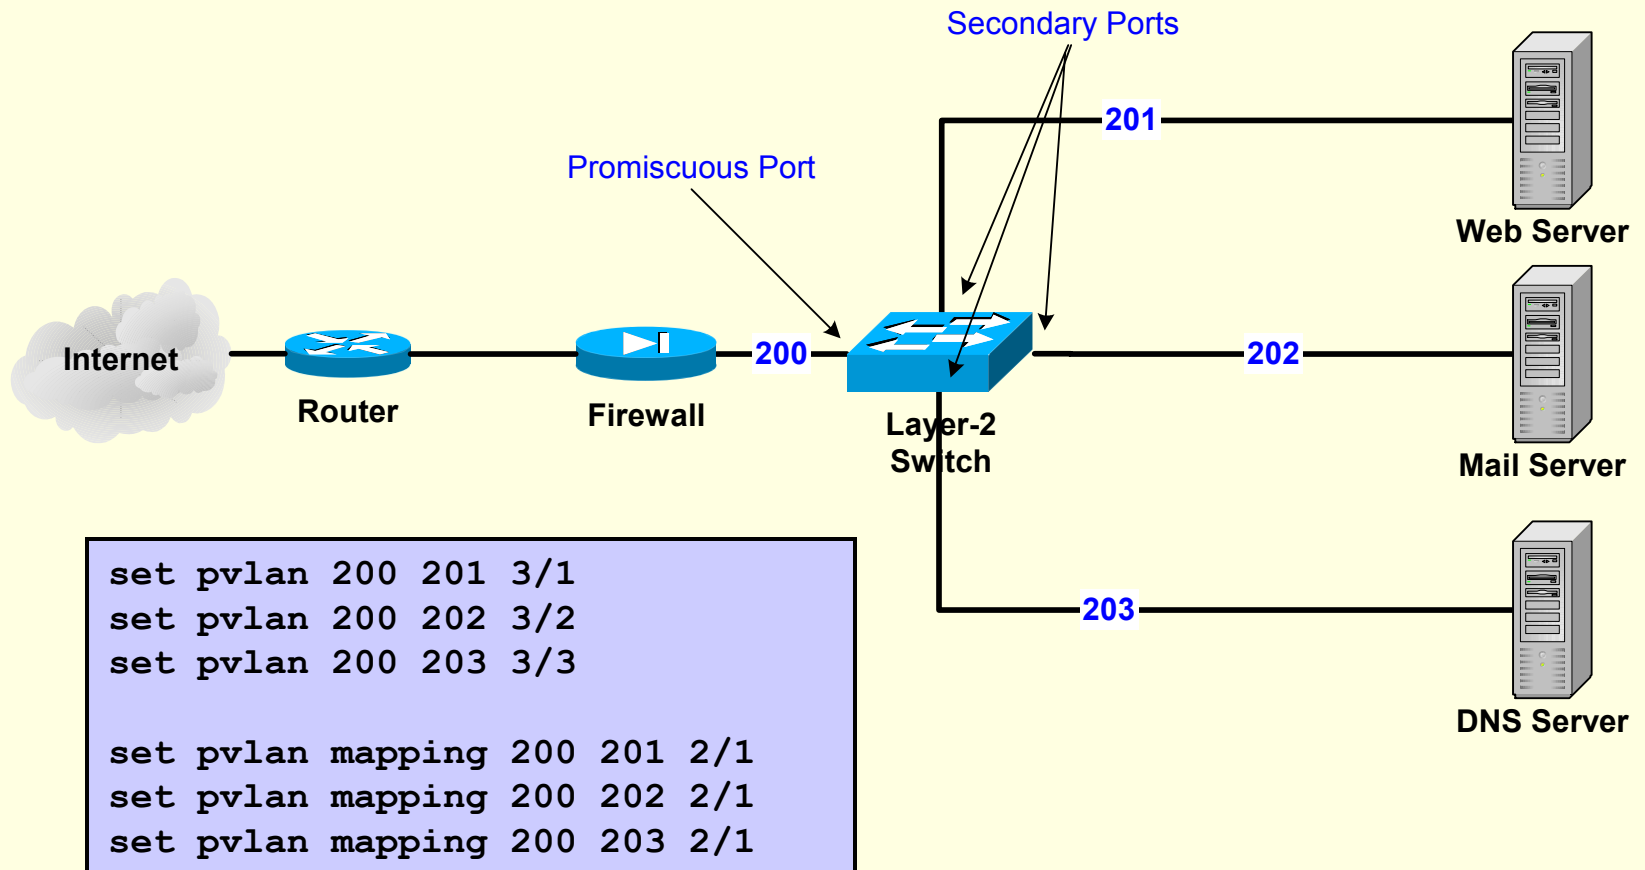 Secondary Ports
201
Promiscuous Port
Web Server
Internet
200
202
Router
Firewall
Layer-2
Switch
Mail Server
set pvlan 200 201 3/1
set pvlan 200 202 3/2
set pvlan 200 203 3/3
203
DNS Server
set pvlan mapping 200 201 2/1
set pvlan mapping 200 202 2/1
set pvlan mapping 200 203 2/1